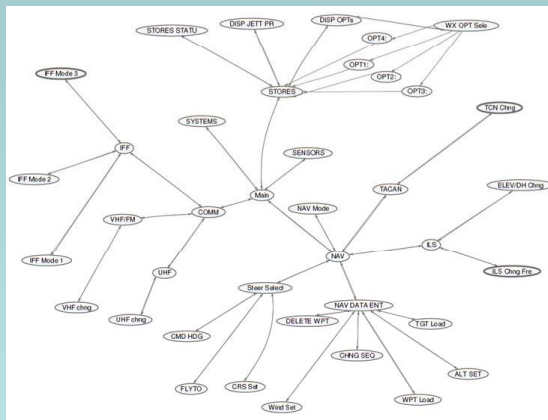 DISP JETT PR
DISP OPTs
WX OPT Sele
STORES STATU
OPT4:
OPT1:
OPT2:
OPT3:
STORES
IFF Mode 3
TCN Chng
SYSTEMS
SENSORS
IFF
IFF Mode 2
Main
TACAN
ELEV/DH Chng
COMM
NAV Mode
VHF/FM
ILS
NAV
IFF Mode 1
UHF
ILS Chng Fre
Steer Select
VHF chng
UHF chng
NAV DATA ENT
DELETE WPT
TGT Load
CMD HDG
CHNG SEQ
FLYTO
CRS Set
ALT SET
Wind Set
WPT Load